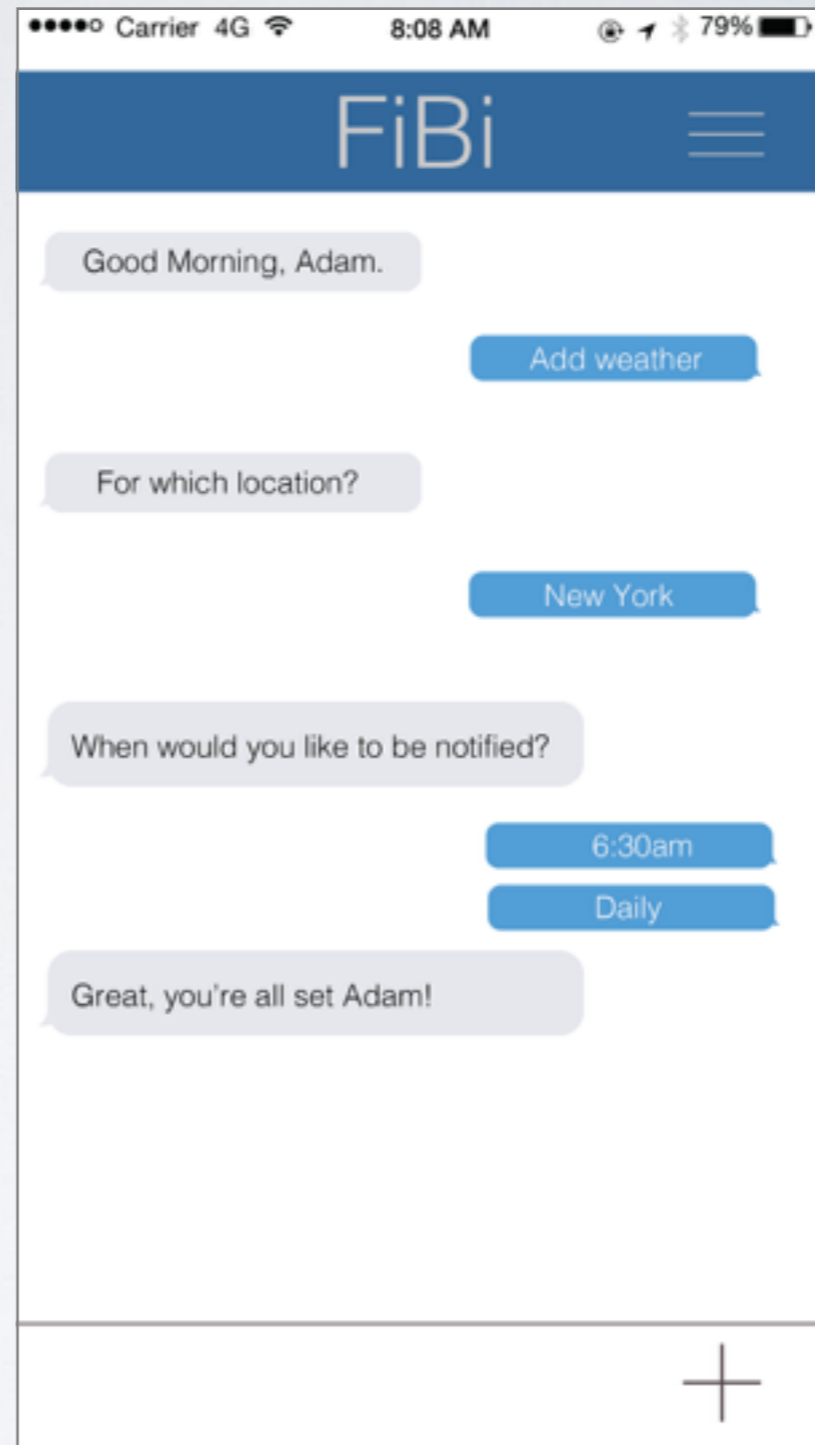 Carrier 4G 8:08 AM 79%
FiBi
Good Morning, Adam.
Add weather
For which location?
New York
When would you like to be notified?
6:30am
Daily
Great, you're all set Adam!